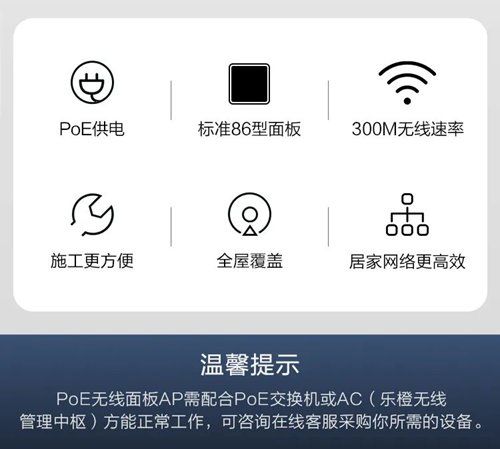 PoE供电
标准86型面板
300M无线速率
施工更方便
全屋覆盖
居家网络更高效
温馨提示
PoE无线面板AP需配合PoE交换机或AC（乐橙无线
管理中枢）方能正常工作，可咨询在线客服采购你所需的设备。